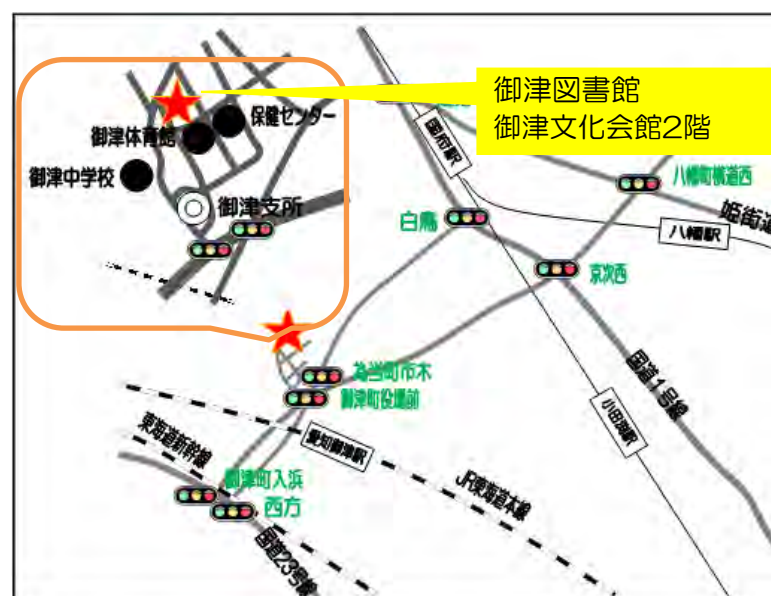 御津図書館
御津文化会館2階
保健センター
御津体育館
御津中学校
御津支所
国府駅
八幡町横道西
姫街道
白鳥
八幡駅
京次西
為当町市木
御津町役場前
国道1号線
小田渕駅
愛知御津駅
東海道新幹線
JR東海道本線
御津町入浜
西方
国道23号線